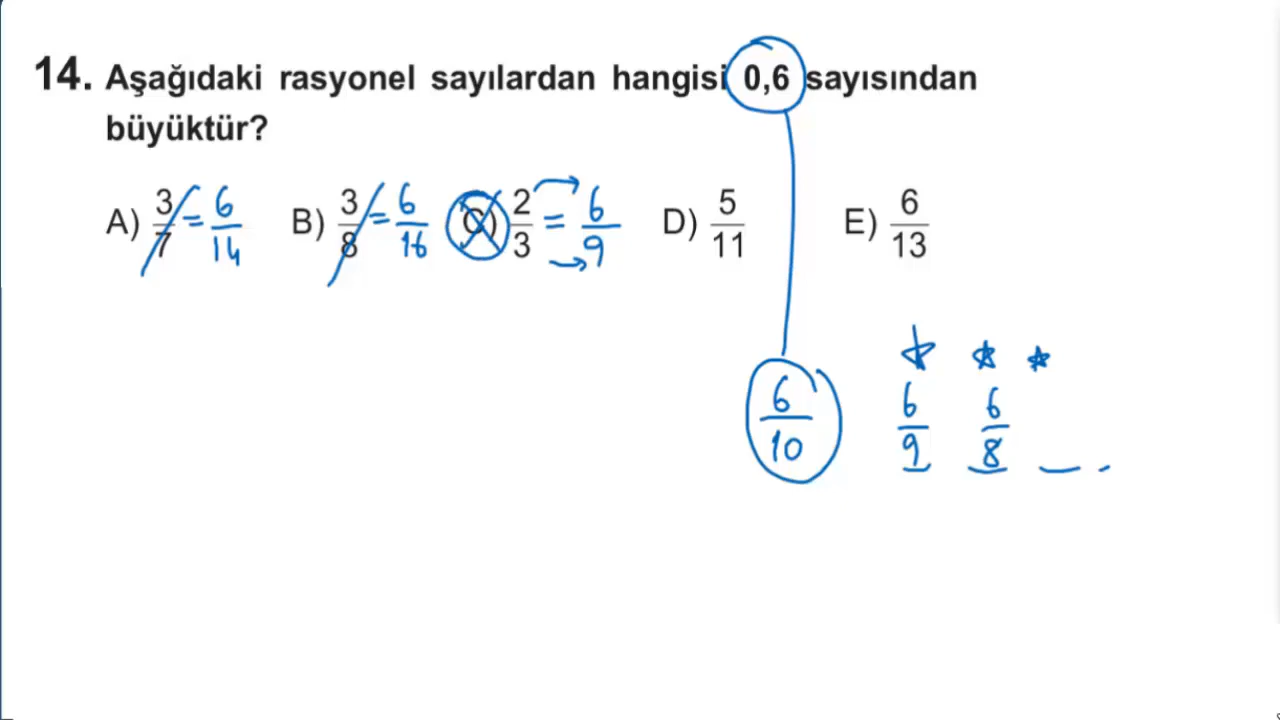 14. Aşağıdaki rasyonel sayılardan hangisi 0,6 sayısından
büyüktür?
A) 3/7 = 6/14 B) 3/8 = 6/16 C) 2/3 = 6/9 D) 5/11 E) 6/13
6/10 6/9 6/8